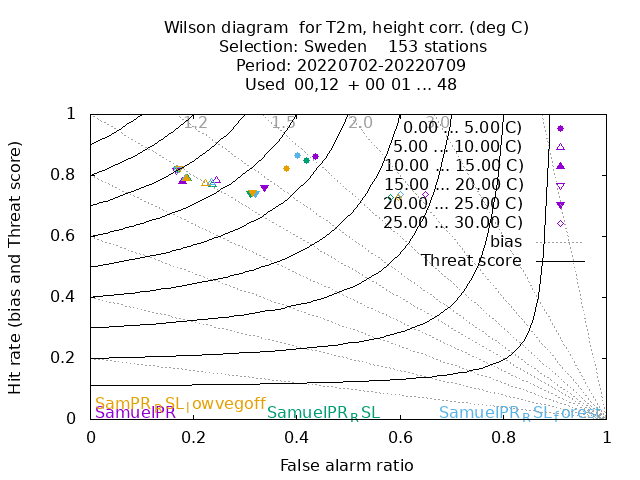 Wilson diagram  for T2m, height corr. (deg C)
Selection: Sweden    153 stations
Period: 20220702-20220709
Used  00,12  + 00 01 ... 48
Hit rate (bias and Threat score)
1
0.8
0.6
0.4
0.2
0
1.2
1.5
2.0
3.0
0.00 ... 5.00 C)
5.00 ... 10.00 C)
10.00 ... 15.00 C)
15.00 ... 20.00 C)
20.00 ... 25.00 C)
25.00 ... 30.00 C)
bias
Threat score
SamPR_RSL_lowvegoff
SamuelPR
SamuelPR_RSL
SamuelPR_RSL_forest
0
0.2
0.4
0.6
0.8
1
False alarm ratio